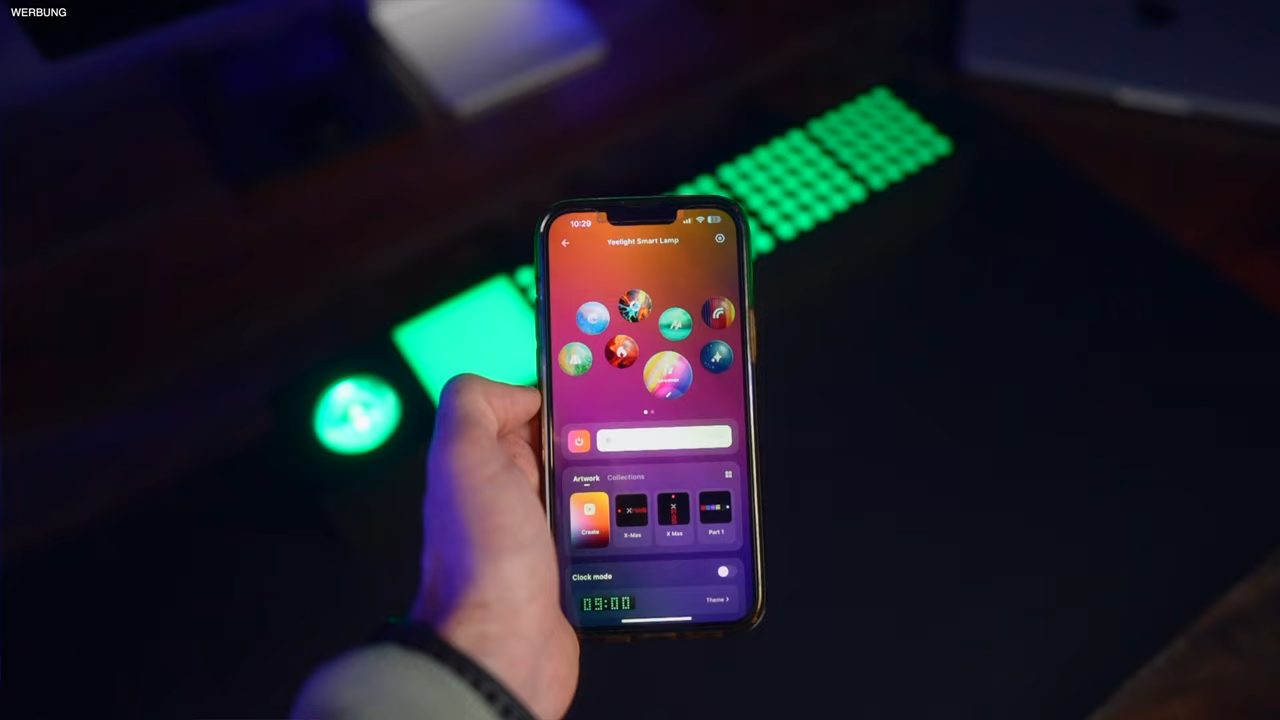 WERBUNG
10:29
Yeelight Smart Lamp
Artwork Collections
Create
X-Mas
X Mas
Part 1
Clock mode
09:00
Theme >